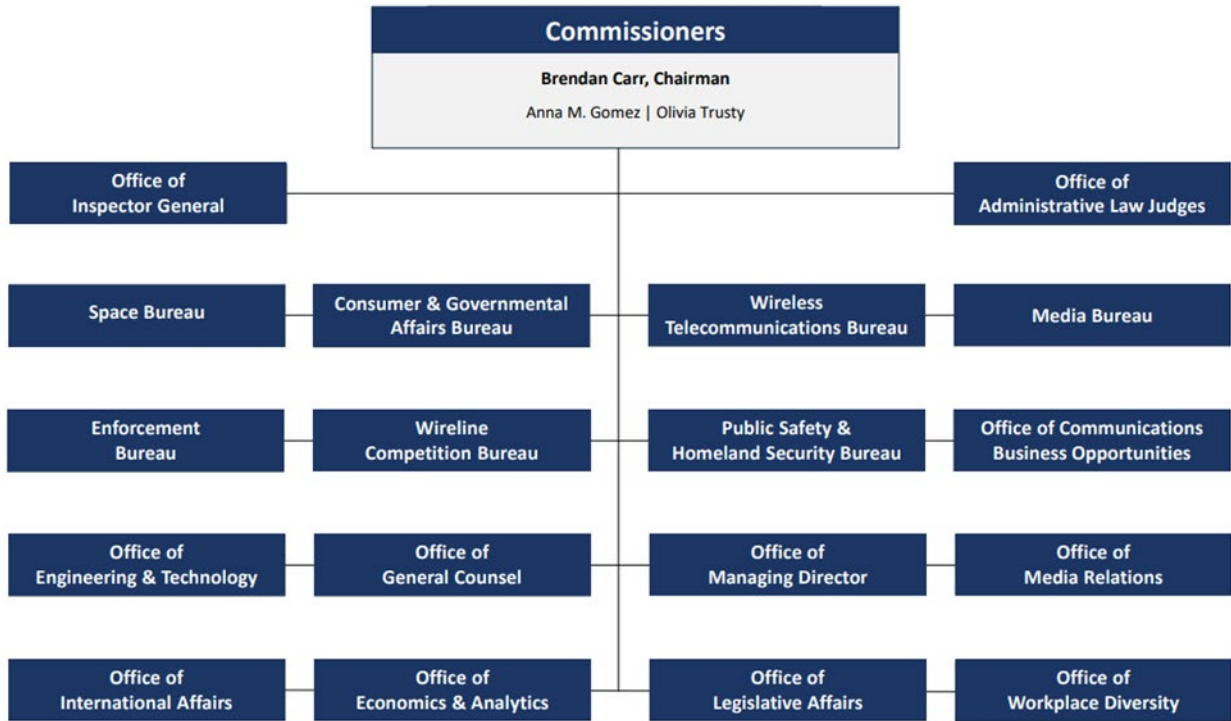 Commissioners
Brendan Carr, Chairman
Anna M. Gomez | Olivia Trusty
Office of
Inspector General
Office of
Administrative Law Judges
Space Bureau
Consumer & Governmental
Affairs Bureau
Wireless
Telecommunications Bureau
Media Bureau
Enforcement
Bureau
Wireline
Competition Bureau
Public Safety &
Homeland Security Bureau
Office of Communications
Business Opportunities
Office of
Engineering & Technology
Office of
General Counsel
Office of
Managing Director
Office of
Media Relations
Office of
International Affairs
Office of
Economics & Analytics
Office of
Legislative Affairs
Office of
Workplace Diversity